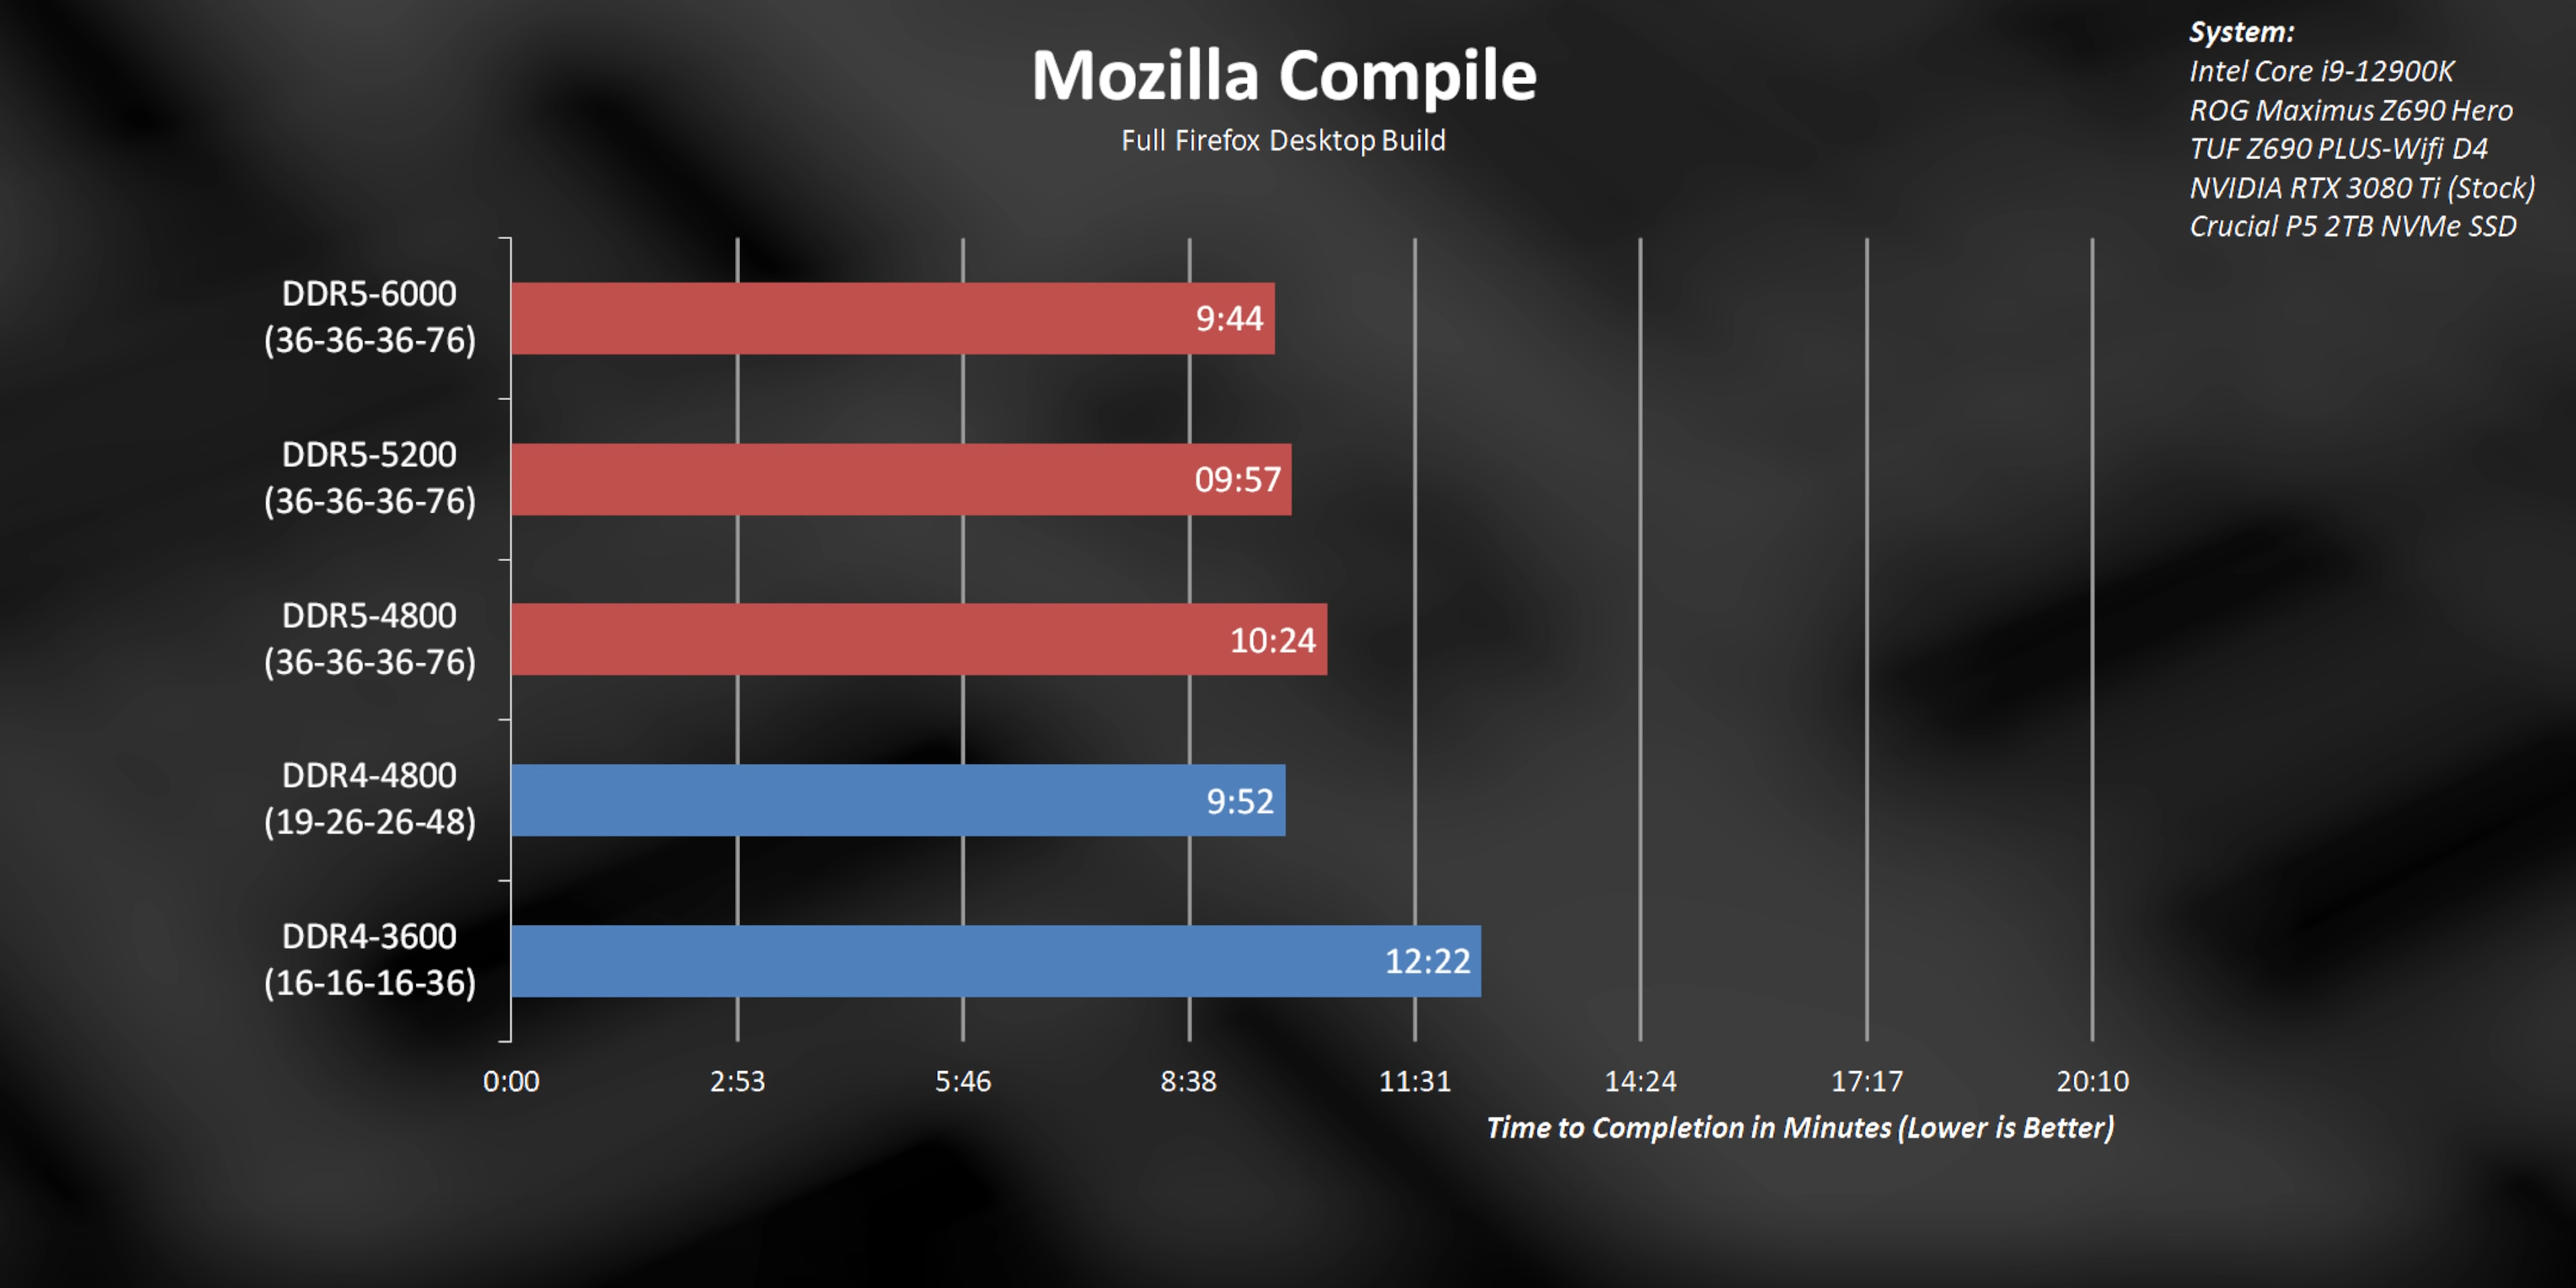 Mozilla Compile
Full Firefox Desktop Build
System:
Intel Core i9-12900K
ROG Maximus Z690 Hero
TUF Z690 PLUS-Wifi D4
NVIDIA RTX 3080 Ti (Stock)
Crucial P5 2TB NVMe SSD
DDR5-6000
(36-36-36-76)
9:44
DDR5-5200
(36-36-36-76)
09:57
DDR5-4800
(36-36-36-76)
10:24
DDR4-4800
(19-26-26-48)
9:52
DDR4-3600
(16-16-16-36)
12:22
0:00 2:53 5:46 8:38 11:31 14:24 17:17 20:10
Time to Completion in Minutes (Lower is Better)